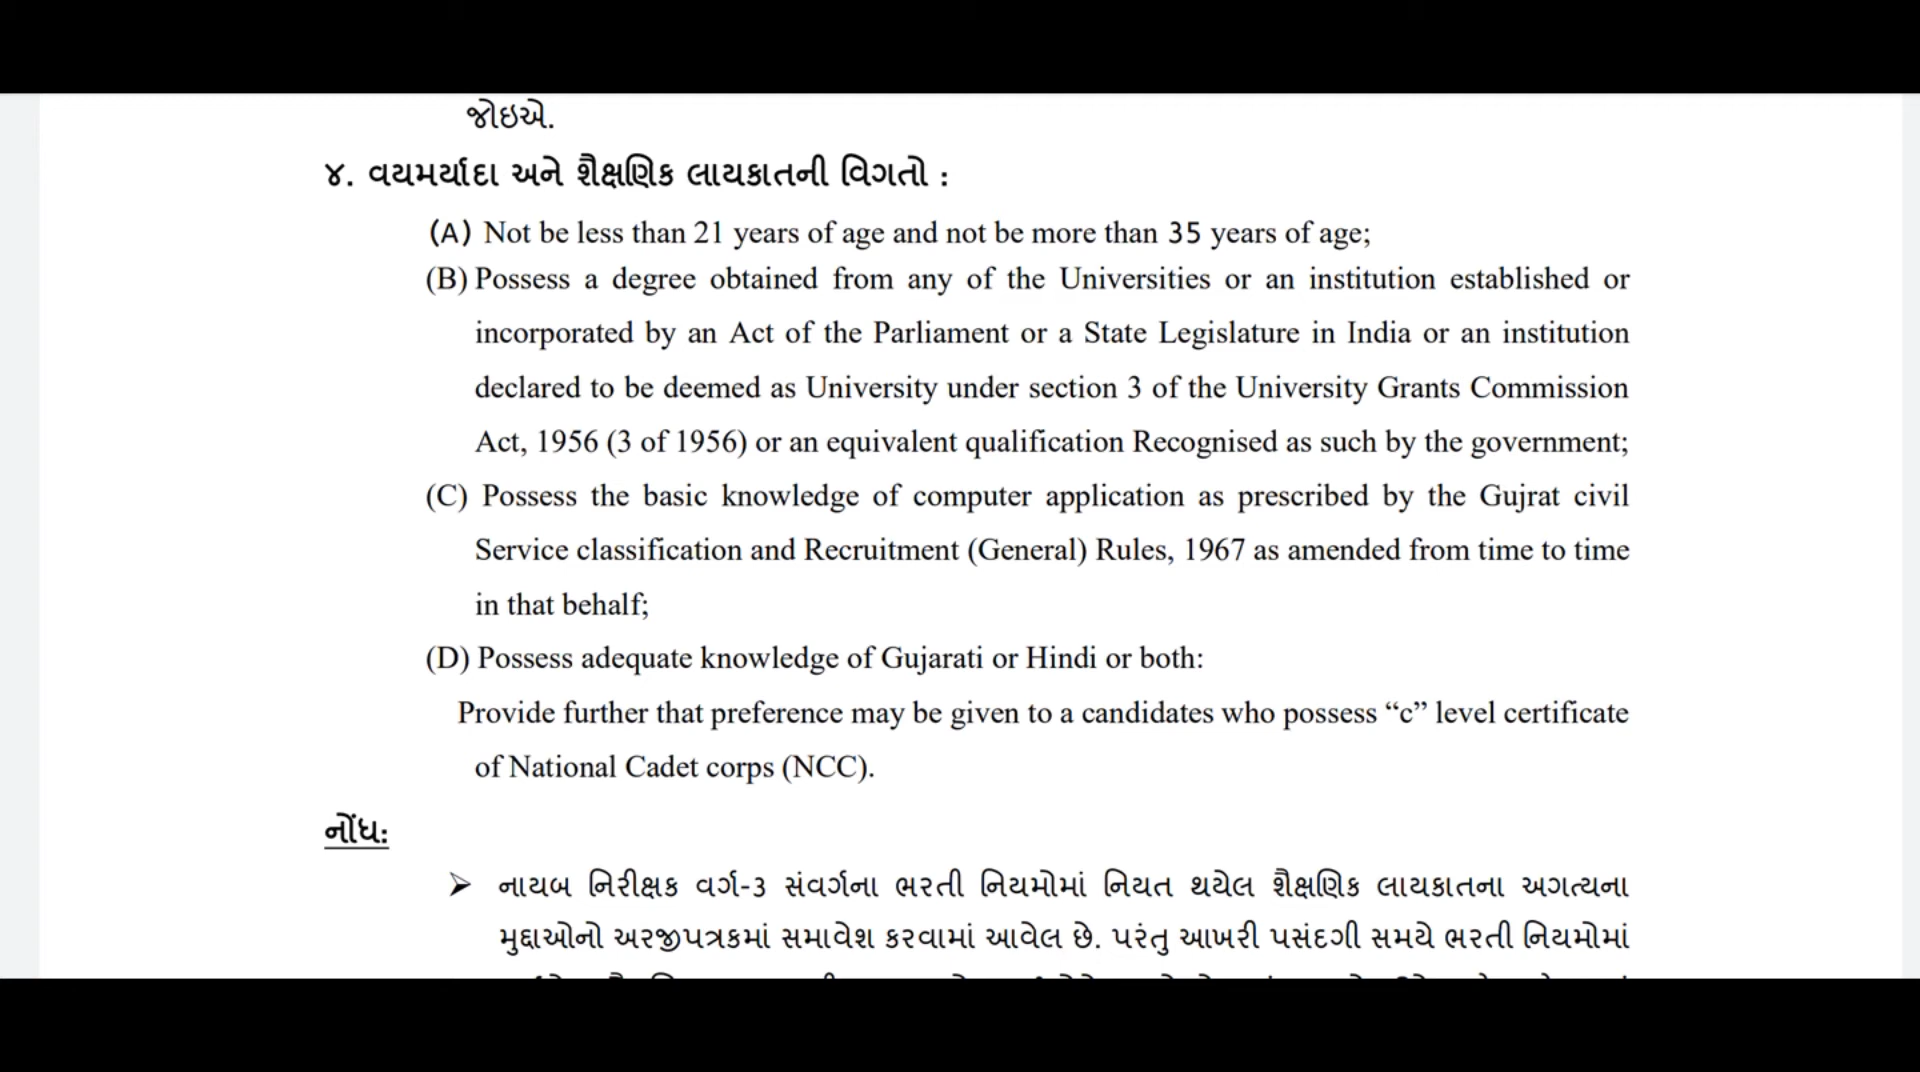 જોઇએ.
૪. વયમર્યાદા અને શૈક્ષણિક લાયકાતની વિગતો :
(A) Not be less than 21 years of age and not be more than 35 years of age;
(B) Possess a degree obtained from any of the Universities or an institution established or
incorporated by an Act of the Parliament or a State Legislature in India or an institution
declared to be deemed as University under section 3 of the University Grants Commission
Act, 1956 (3 of 1956) or an equivalent qualification Recognised as such by the government;
(C) Possess the basic knowledge of computer application as prescribed by the Gujrat civil
Service classification and Recruitment (General) Rules, 1967 as amended from time to time
in that behalf;
(D) Possess adequate knowledge of Gujarati or Hindi or both:
Provide further that preference may be given to a candidates who possess “c” level certificate
of National Cadet corps (NCC).
નોંધ:
➢ નાયબ નિરીક્ષક વર્ગ-૩ સંવર્ગના ભરતી નિયમોમાં નિયત થયેલ શૈક્ષણિક લાયકાતના અગત્યના
મુદ્દાઓનો અરજીપત્રકમાં સમાવેશ કરવામાં આવેલ છે. પરંતુ આખરી પસંદગી સમયે ભરતી નિયમોમાં